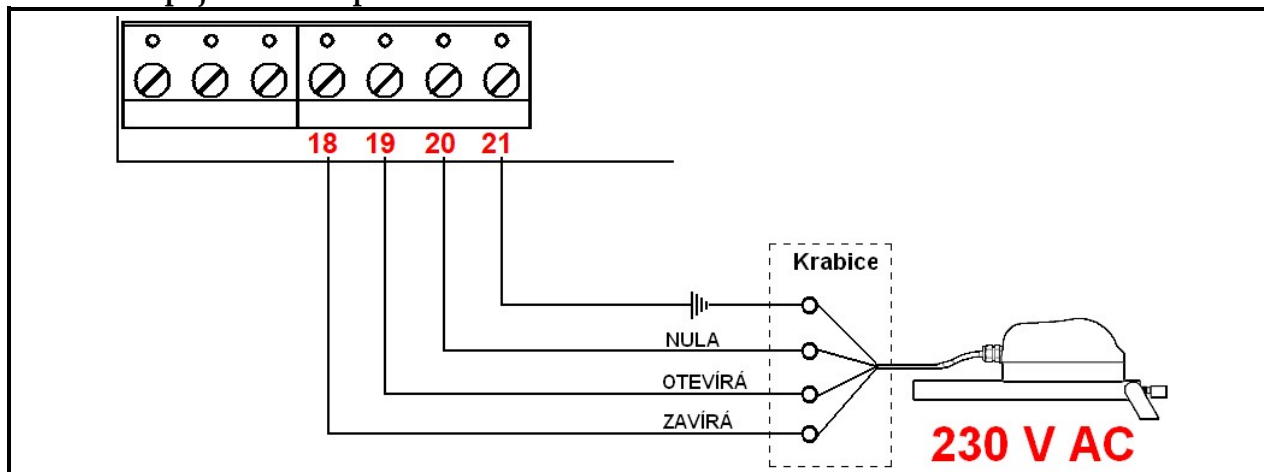 18 19 20 21
Krabice
NULA
OTEVÍRÁ
ZAVÍRÁ
230 V AC